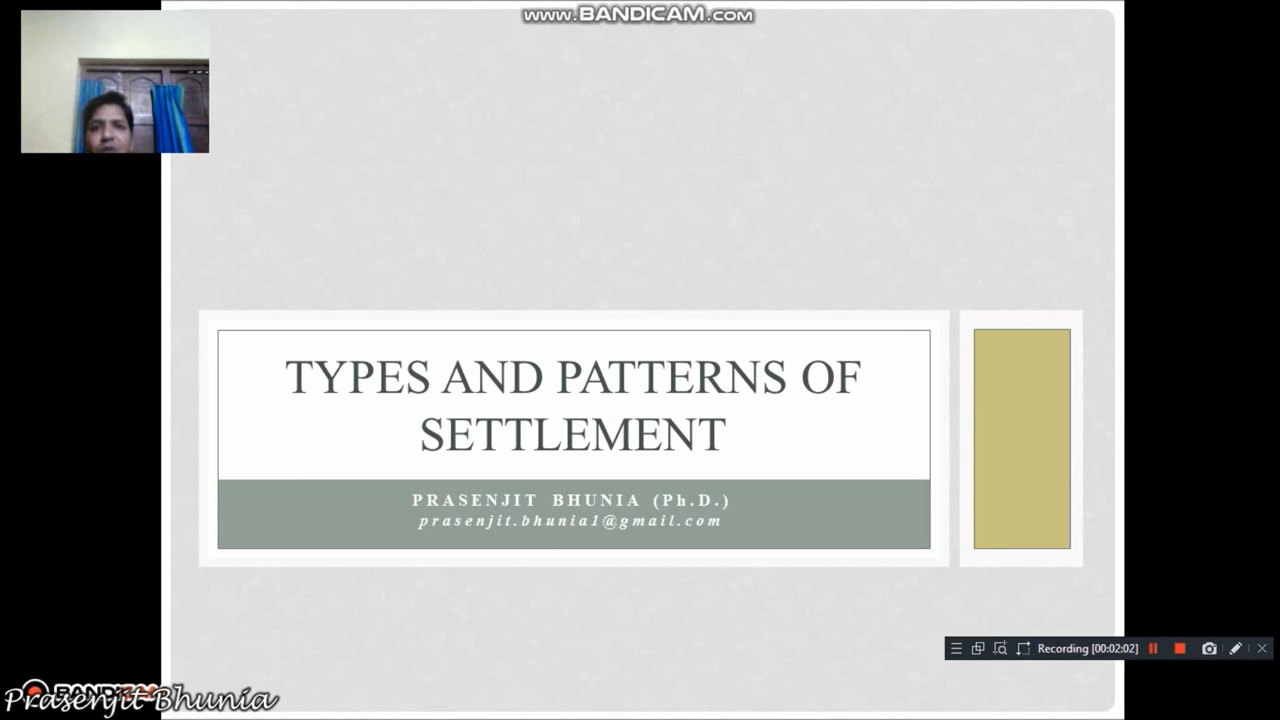 www.BANDICAM.com
TYPES AND PATTERNS OF
SETTLEMENT
PRASENJIT BHUNIA (Ph.D.)
prasenjit.bhunia1@gmail.com
Recording [00:02:02]
Prasenjit Bhunia